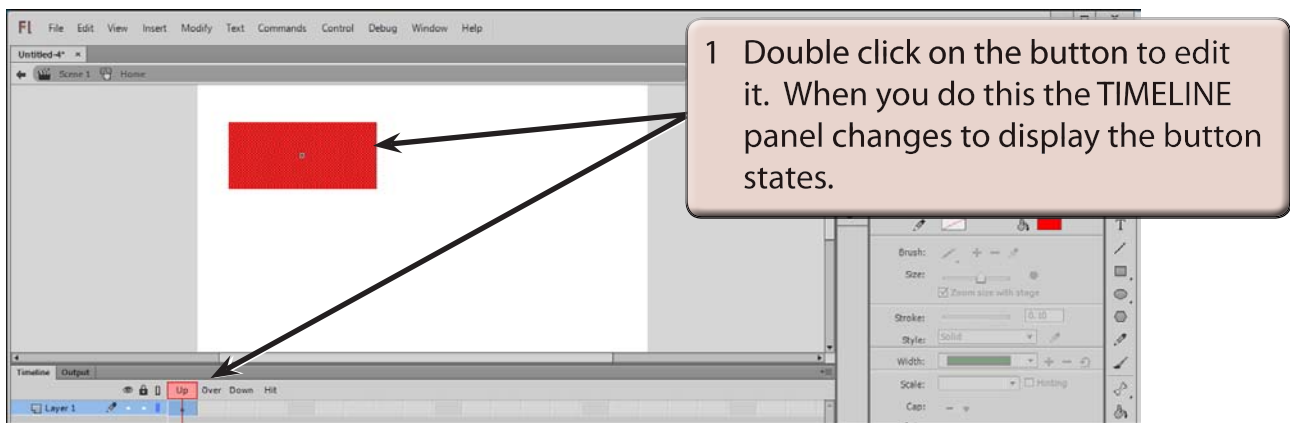 Fl File Edit View Insert Modify Text Commands Control Debug Window Help
Untitled-4* ×
Scene 1 Home
1 Double click on the button to edit
it. When you do this the TIMELINE
panel changes to display the button
states.
T
Brush:
Size:
Zoom size with stage
Stroke: 0.10
Style: Solid
Width:
Scale: Hinting
Cap:
Timeline Output
Up Over Down Hit
Layer 1